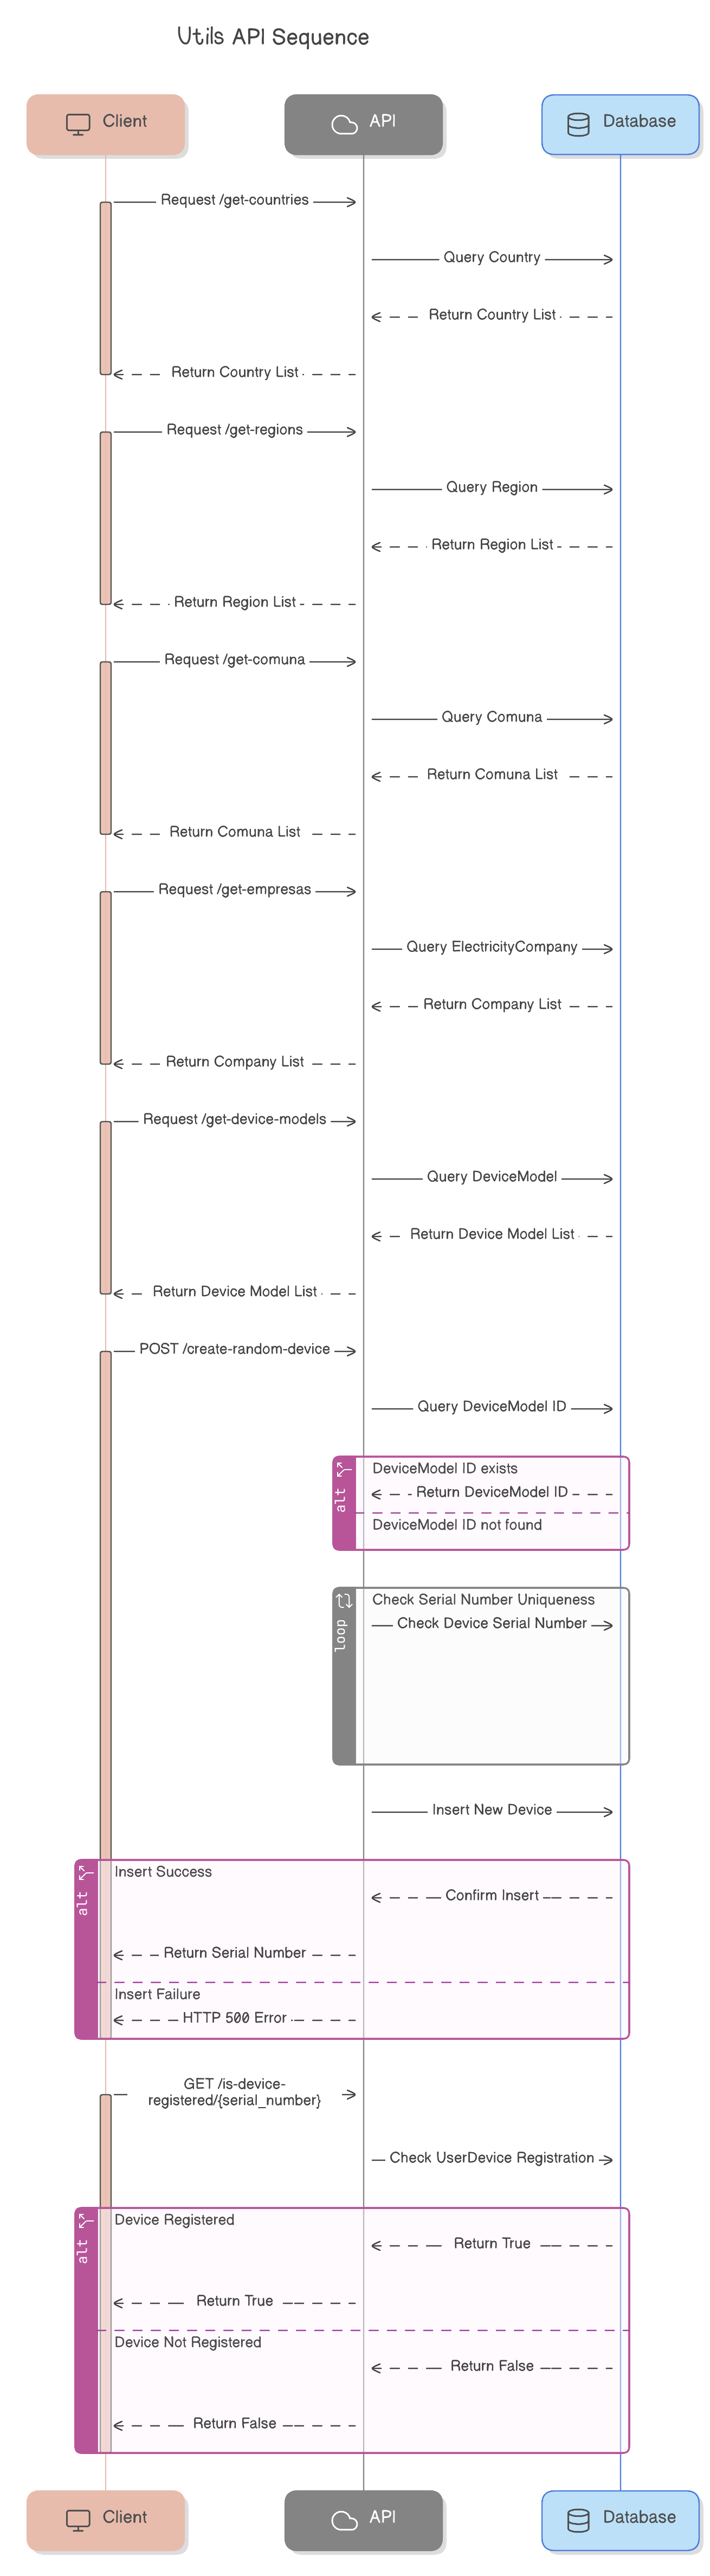 Utils API Sequence
Client
API
Database
Request /get-countries
Query Country
Return Country List
Return Country List
Request /get-regions
Query Region
Return Region List
Return Region List
Request /get-comuna
Query Comuna
Return Comuna List
Return Comuna List
Request /get-empresas
Query ElectricityCompany
Return Company List
Return Company List
Request /get-device-models
Query DeviceModel
Return Device Model List
Return Device Model List
POST /create-random-device
Query DeviceModel ID
alt
DeviceModel ID exists
Return DeviceModel ID
DeviceModel ID not found
loop
Check Serial Number Uniqueness
Check Device Serial Number
Insert New Device
alt
Insert Success
Confirm Insert
Return Serial Number
Insert Failure
HTTP 500 Error
GET /is-device-
registered/{serial_number}
Check UserDevice Registration
alt
Device Registered
Return True
Return True
Device Not Registered
Return False
Return False
Client
API
Database